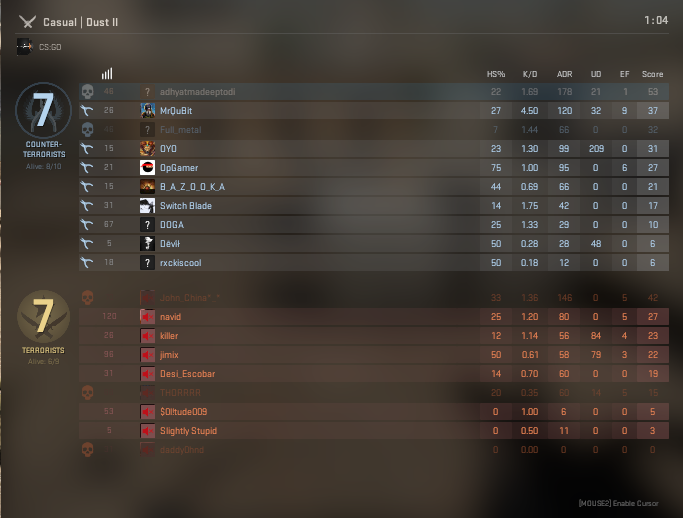 Casual | Dust II 1:04
CS:GO
HS% K/D ADR UD EF Score
46 ? adhyatmadeeptodi 22 1.69 178 21 1 53
7 26 MrQuBit 27 4.50 120 32 9 37
46 ? Full_metal 7 1.44 66 0 0 32
COUNTER-TERRORISTS 15 OYO 23 1.30 99 209 0 31
Alive: 8/10 21 OpGamer 75 1.00 95 0 6 27
15 B_A_Z_O_O_K_A 44 0.69 66 0 0 21
31 Switch Blade 14 1.75 42 0 0 17
67 ? DOGA 25 1.33 29 0 0 10
5 Dëvïł 50 0.28 28 48 0 6
18 ? rxckiscool 50 0.18 12 0 0 6
John_China^.^ 33 1.36 146 0 5 42
7 120 navid 25 1.20 80 0 5 27
26 killer 12 1.14 56 84 4 23
TERRORISTS 96 jimix 50 0.61 58 79 3 22
Alive: 6/9 31 Desi_Escobar 14 0.70 60 0 0 19
THORRRR 20 0.35 60 14 5 15
53 $0l!tude009 0 1.00 6 0 0 5
5 Slightly Stupid 0 0.50 11 0 0 3
daddy0hod 0 0.00 0 0 0 0
[MOUSE2] Enable Cursor